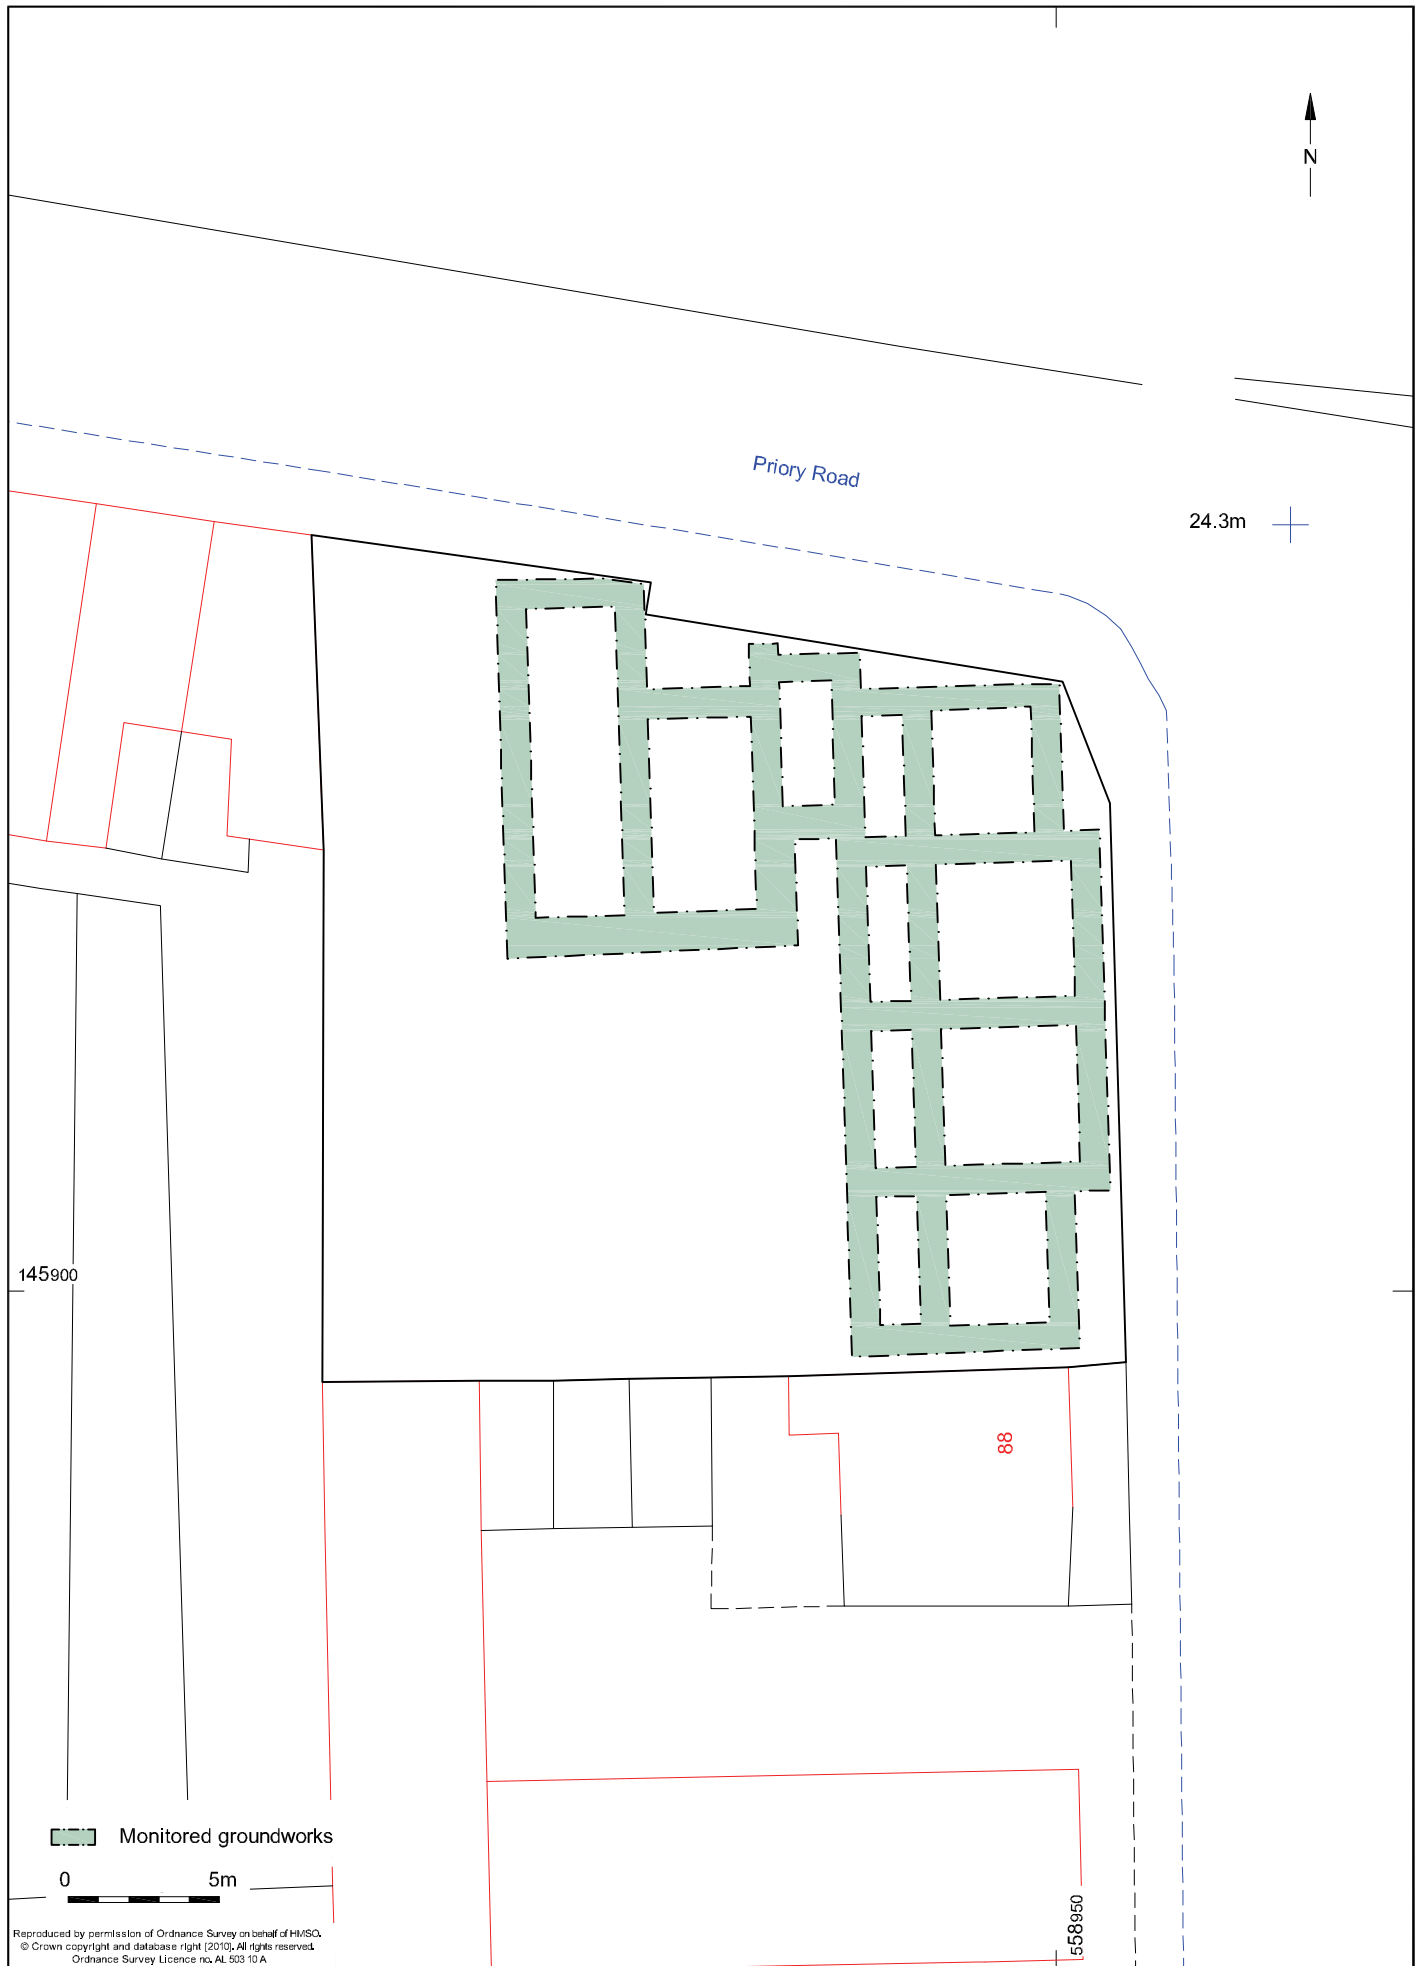 N
Priory Road
24.3m
145900
88
Monitored groundworks
0 5m
558950
Reproduced by permission of Ordnance Survey on behalf of HMSO.
© Crown copyright and database right [2010]. All rights reserved.
Ordnance Survey Licence no. AL 503 10 A